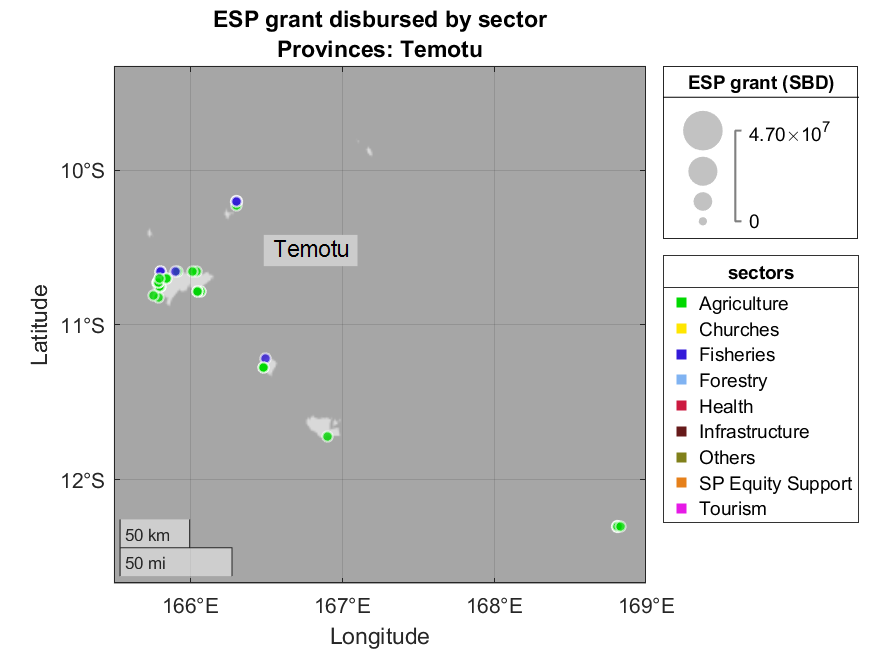 ESP grant disbursed by sector
Provinces: Temotu
10°S
11°S
12°S
Latitude
Temotu
50 km
50 mi
166°E
167°E
168°E
169°E
Longitude
ESP grant (SBD)
4.70×10⁷
0
sectors
Agriculture
Churches
Fisheries
Forestry
Health
Infrastructure
Others
SP Equity Support
Tourism